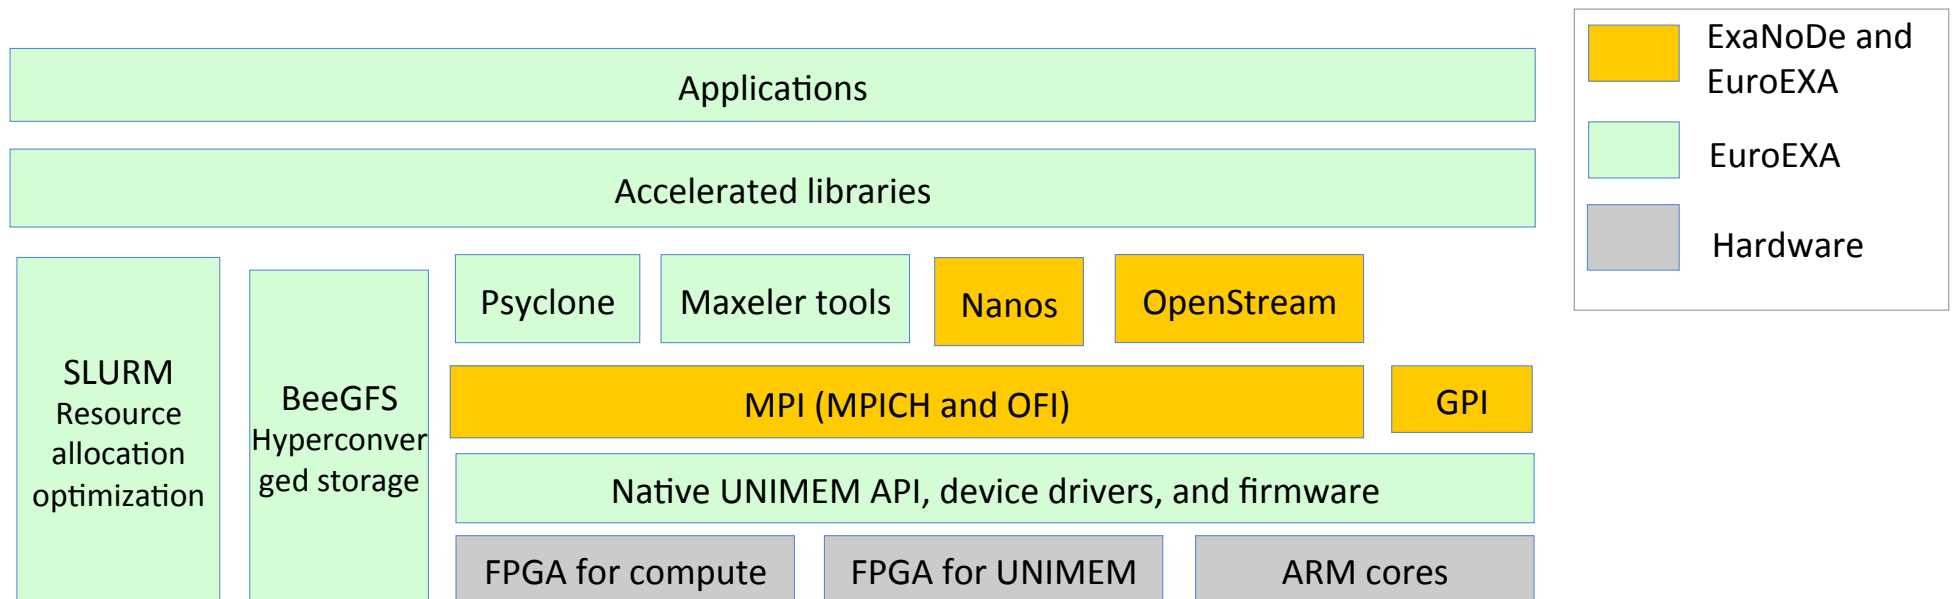 Applications
Accelerated libraries
SLURM
Resource
allocation
optimization
BeeGFS
Hyperconver
ged storage
Psyclone
Maxeler tools
Nanos
OpenStream
MPI (MPICH and OFI)
GPI
Native UNIMEM API, device drivers, and firmware
FPGA for compute
FPGA for UNIMEM
ARM cores
ExaNoDe and
EuroEXA
EuroEXA
Hardware